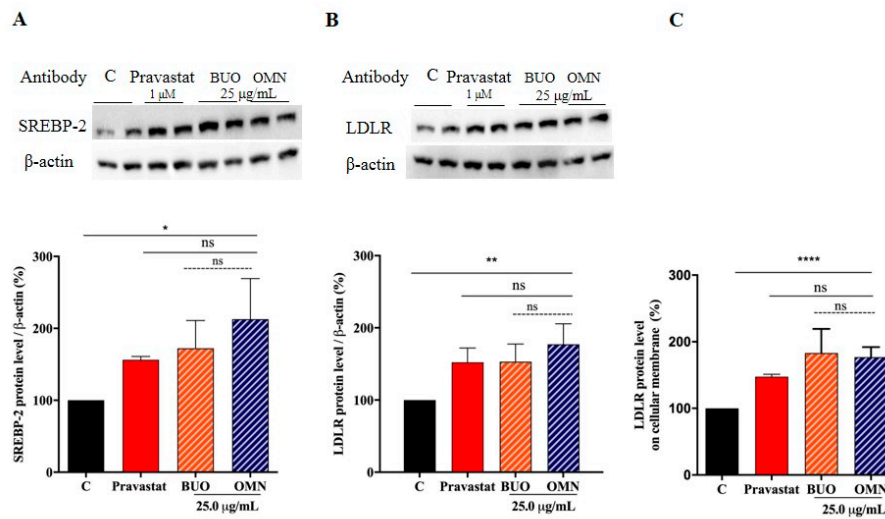 A
B
C
Antibody C Pravastat BUO OMN
1 μM 25 μg/mL
SREBP-2
β-actin
Antibody C Pravastat BUO OMN
1 μM 25 μg/mL
LDLR
β-actin
*
ns
ns
300
200
100
0
SREBP-2 protein level / β-actin (%)
C Pravastat BUO OMN
25.0 μg/mL
**
ns
ns
300
200
100
0
LDLR protein level / β-actin (%)
C Pravastat BUO OMN
25.0 μg/mL
****
ns
ns
300
200
100
0
LDLR protein level
on cellular membrane (%)
C Pravastat BUO OMN
25.0 μg/mL